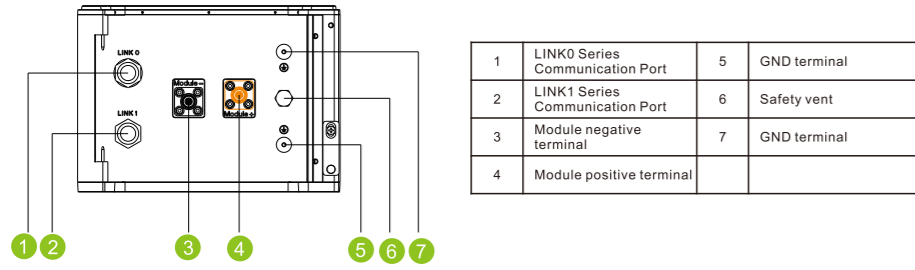 LINK 0
Module−
LINK 1
Module+
1 2 3 4 5 6 7
1 LINK0 Series Communication Port 5 GND terminal
2 LINK1 Series Communication Port 6 Safety vent
3 Module negative terminal 7 GND terminal
4 Module positive terminal